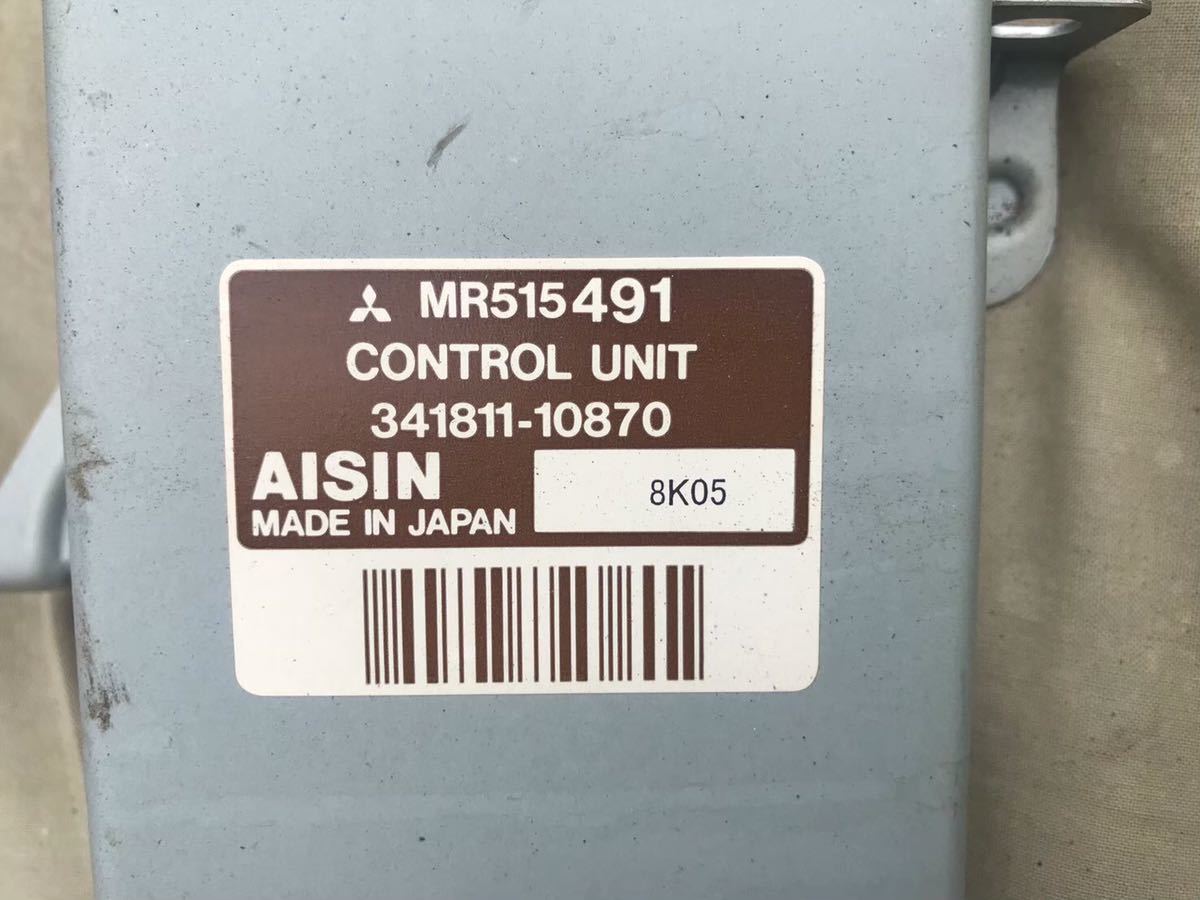 MR515491
CONTROL UNIT
341811-10870
AISIN
8K05
MADE IN JAPAN